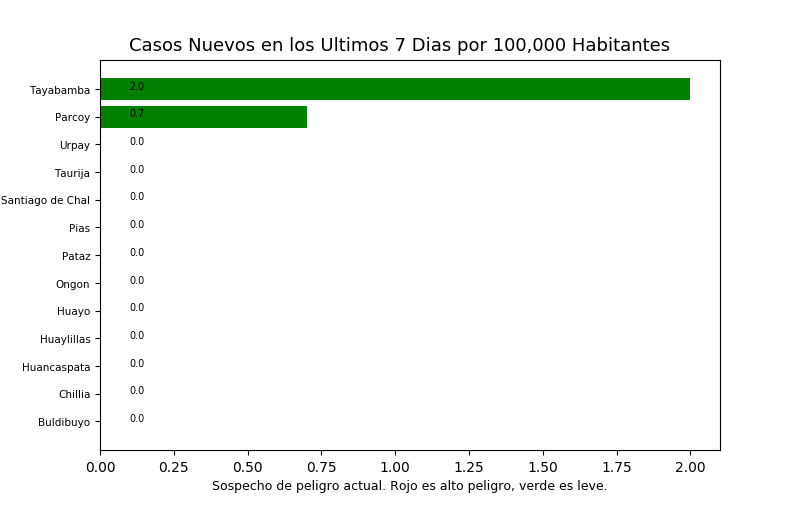 Casos Nuevos en los Ultimos 7 Dias por 100,000 Habitantes
Tayabamba 2.0
Parcoy 0.7
Urpay 0.0
Taurija 0.0
Santiago de Chal 0.0
Pias 0.0
Pataz 0.0
Ongon 0.0
Huayo 0.0
Huaylillas 0.0
Huancaspata 0.0
Chillia 0.0
Buldibuyo 0.0
0.00 0.25 0.50 0.75 1.00 1.25 1.50 1.75 2.00
Sospecho de peligro actual. Rojo es alto peligro, verde es leve.